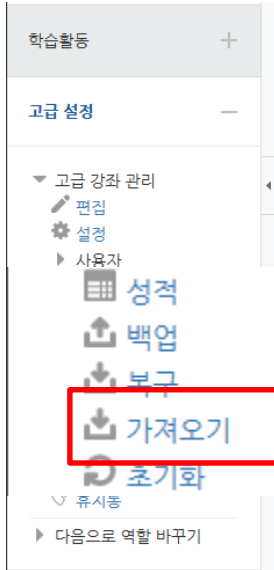 학습활동
고급 설정
고급 강좌 관리
편집
설정
사용자
성적
백업
복구
가져오기
초기화
휴지통
다음으로 역할 바꾸기